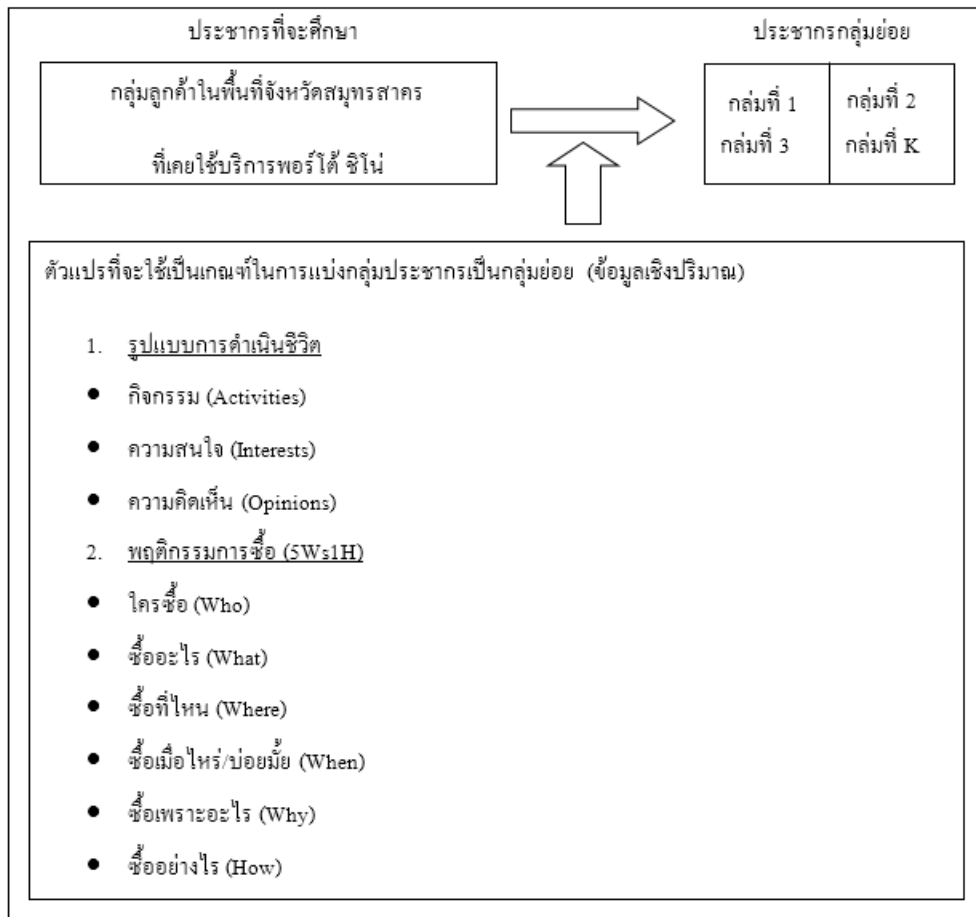 ประชากรที่จะศึกษา
ประชากรกลุ่มย่อย
กลุ่มลูกค้าในพื้นที่จังหวัดสมุทรสาคร
ที่เคยใช้บริการพอร์โต้ ชิโน่
กลุ่มที่ 1
กลุ่มที่ 2
กลุ่มที่ 3
กลุ่มที่ K
ตัวแปรที่จะใช้เป็นเกณฑ์ในการแบ่งกลุ่มประชากรเป็นกลุ่มย่อย (ข้อมูลเชิงปริมาณ)
1. รูปแบบการดำเนินชีวิต
● กิจกรรม (Activities)
● ความสนใจ (Interests)
● ความคิดเห็น (Opinions)
2. พฤติกรรมการซื้อ (5Ws1H)
● ใครซื้อ (Who)
● ซื้ออะไร (What)
● ซื้อที่ไหน (Where)
● ซื้อเมื่อไหร่/บ่อยมั้ย (When)
● ซื้อเพราะอะไร (Why)
● ซื้ออย่างไร (How)